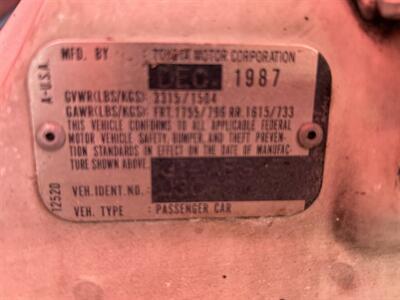 MFD. BY : TOYOTA MOTOR CORPORATION
DEC. 1987
GVWR(LBS/KGS): 3315/1504
GAWR(LBS/KGS): FRT.1755/796 RR.1615/733
THIS VEHICLE CONFORMS TO ALL APPLICABLE FEDERAL
MOTOR VEHICLE SAFETY, BUMPER, AND THEFT PREVEN-
TION STANDARDS IN EFFECT ON THE DATE OF MANUFAC-
TURE SHOWN ABOVE.
VEH.IDENT.NO. :
VEH. TYPE : PASSENGER CAR
A-U.S.A.
12520